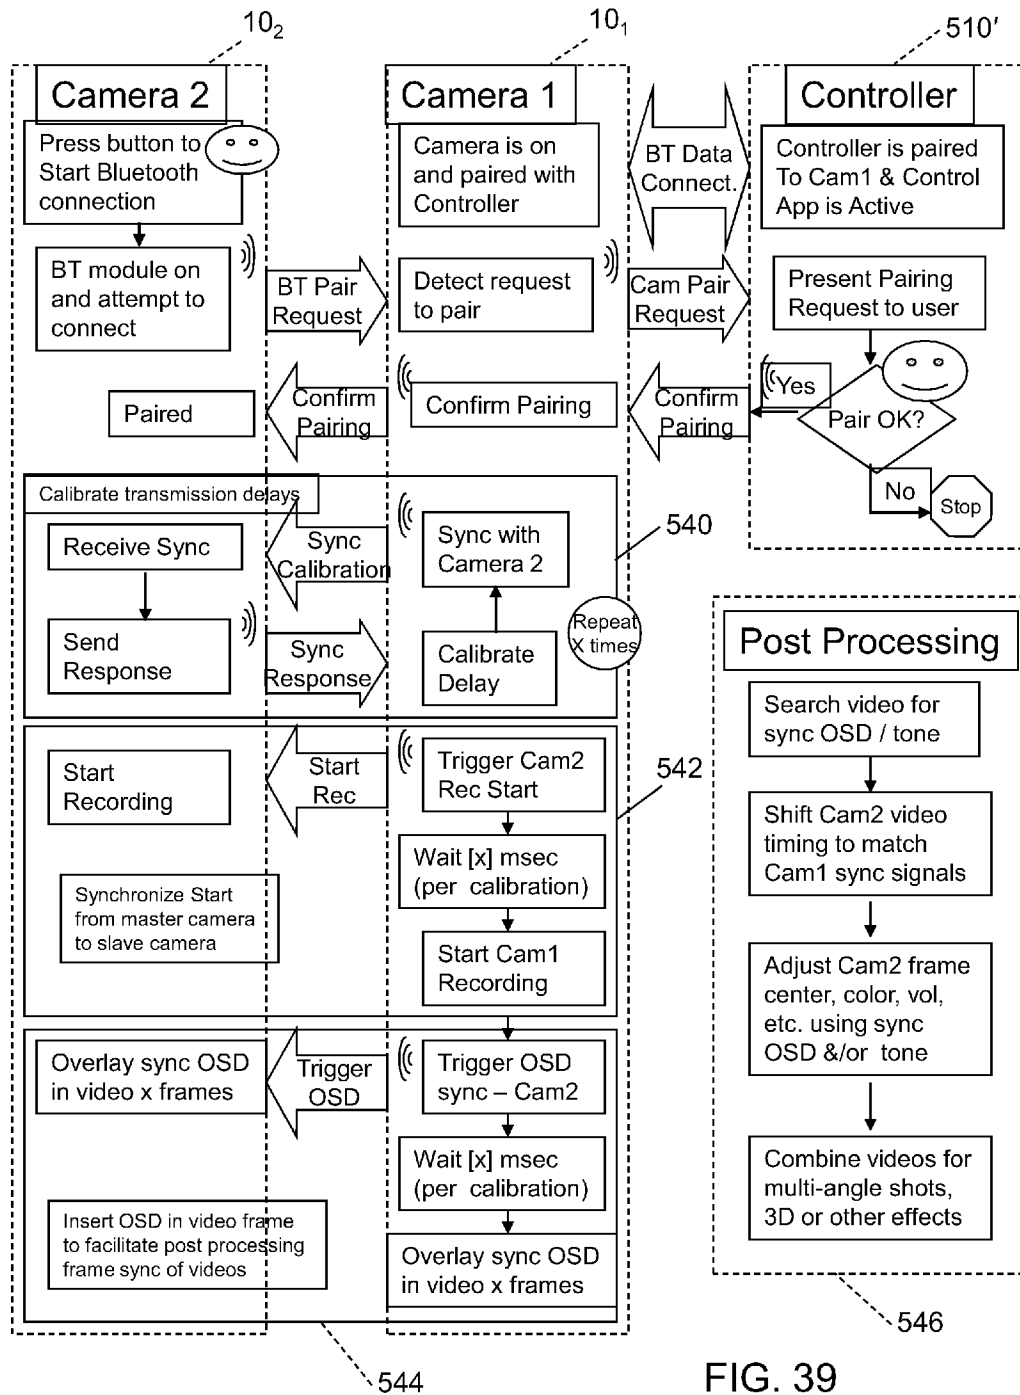 10₂
10₁
510'
Camera 2
Camera 1
Controller
Press button to
Start Bluetooth
connection
Camera is on
and paired with
Controller
BT Data
Connect.
Controller is paired
To Cam1 & Control
App is Active
BT module on
and attempt to
connect
BT Pair
Request
Detect request
to pair
Cam Pair
Request
Present Pairing
Request to user
Paired
Confirm
Pairing
Confirm Pairing
Confirm
Pairing
Yes
Pair OK?
No
Stop
Calibrate transmission delays
Receive Sync
Sync
Calibration
Sync with
Camera 2
540
Send
Response
Sync
Response
Calibrate
Delay
Repeat
X times
Start
Recording
Start
Rec
Trigger Cam2
Rec Start
542
Wait [x] msec
(per calibration)
Synchronize Start
from master camera
to slave camera
Start Cam1
Recording
Overlay sync OSD
in video x frames
Trigger
OSD
Trigger OSD
sync – Cam2
Wait [x] msec
(per calibration)
Insert OSD in video frame
to facilitate post processing
frame sync of videos
Overlay sync OSD
in video x frames
544
Post Processing
Search video for
sync OSD / tone
Shift Cam2 video
timing to match
Cam1 sync signals
Adjust Cam2 frame
center, color, vol,
etc. using sync
OSD &/or tone
Combine videos for
multi-angle shots,
3D or other effects
546
FIG. 39